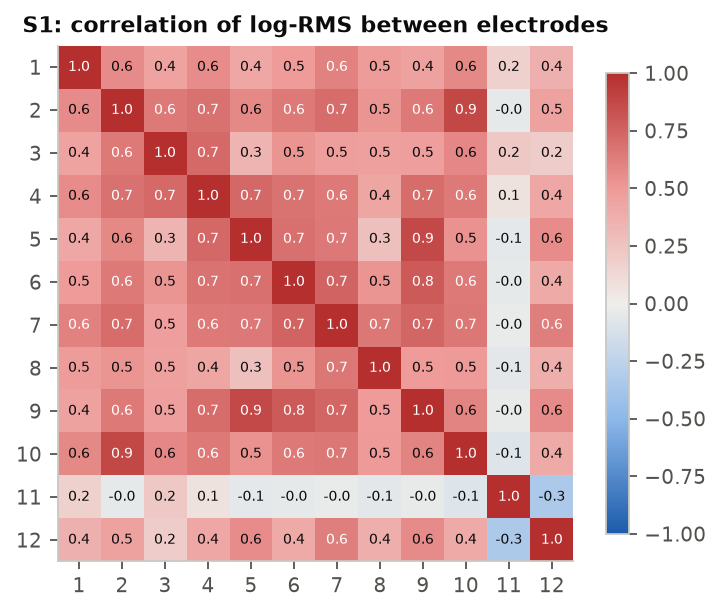 S1: correlation of log-RMS between electrodes
1 1.0 0.6 0.4 0.6 0.4 0.5 0.6 0.5 0.4 0.6 0.2 0.4
2 0.6 1.0 0.6 0.7 0.6 0.6 0.7 0.5 0.6 0.9 -0.0 0.5
3 0.4 0.6 1.0 0.7 0.3 0.5 0.5 0.5 0.5 0.6 0.2 0.2
4 0.6 0.7 0.7 1.0 0.7 0.7 0.6 0.4 0.7 0.6 0.1 0.4
5 0.4 0.6 0.3 0.7 1.0 0.7 0.7 0.3 0.9 0.5 -0.1 0.6
6 0.5 0.6 0.5 0.7 0.7 1.0 0.7 0.5 0.8 0.6 -0.0 0.4
7 0.6 0.7 0.5 0.6 0.7 0.7 1.0 0.7 0.7 0.7 -0.0 0.6
8 0.5 0.5 0.5 0.4 0.3 0.5 0.7 1.0 0.5 0.5 -0.1 0.4
9 0.4 0.6 0.5 0.7 0.9 0.8 0.7 0.5 1.0 0.6 -0.0 0.6
10 0.6 0.9 0.6 0.6 0.5 0.6 0.7 0.5 0.6 1.0 -0.1 0.4
11 0.2 -0.0 0.2 0.1 -0.1 -0.0 -0.0 -0.1 -0.0 -0.1 1.0 -0.3
12 0.4 0.5 0.2 0.4 0.6 0.4 0.6 0.4 0.6 0.4 -0.3 1.0
1 2 3 4 5 6 7 8 9 10 11 12
1.00
0.75
0.50
0.25
0.00
−0.25
−0.50
−0.75
−1.00